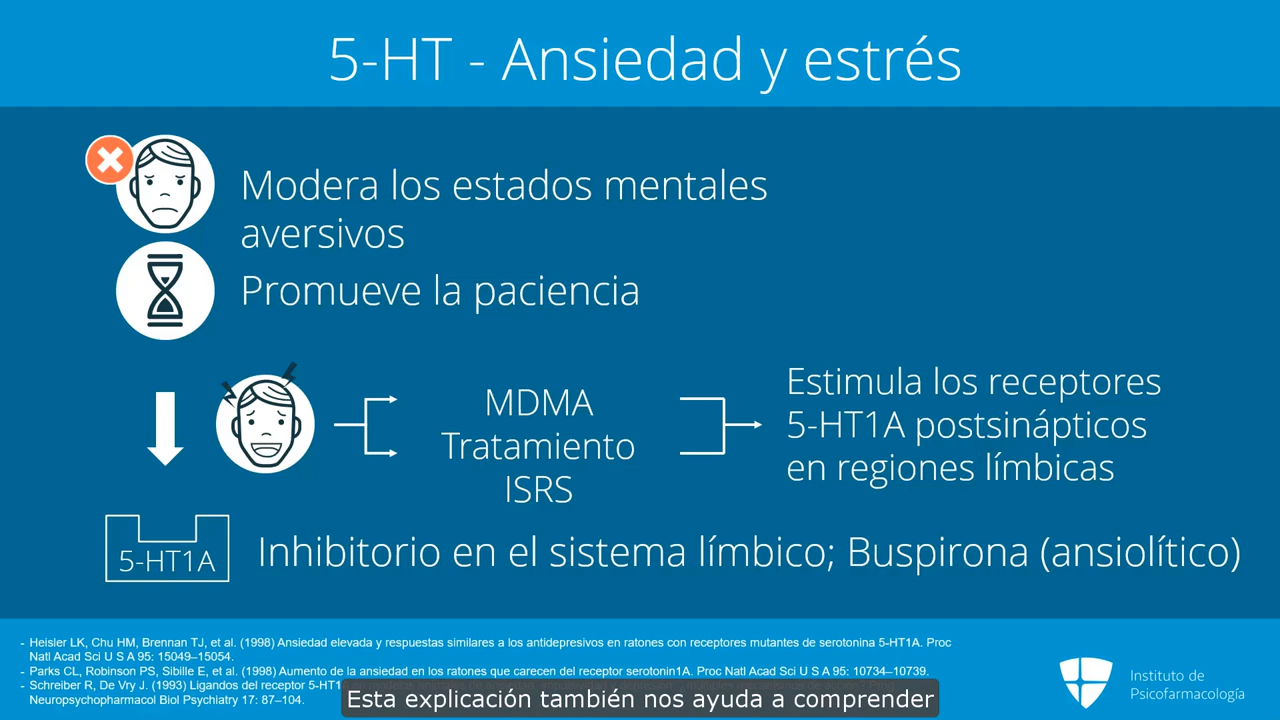 5-HT - Ansiedad y estrés
Modera los estados mentales
aversivos
Promueve la paciencia
MDMA
Tratamiento
ISRS
Estimula los receptores
5-HT1A postsinápticos
en regiones límbicas
5-HT1A
Inhibitorio en el sistema límbico; Buspirona (ansiolítico)
- Heisler LK, Chu HM, Brennan TJ, et al. (1998) Ansiedad elevada y respuestas similares a los antidepresivos en ratones con receptores mutantes de serotonina 5-HT1A. Proc
Natl Acad Sci U S A 95: 15049–15054.
- Parks CL, Robinson PS, Sibille E, et al. (1998) Aumento de la ansiedad en los ratones que carecen del receptor serotonin1A. Proc Natl Acad Sci U S A 95: 10734–10739.
- Schreiber R, De Vry J. (1993) Ligandos del receptor 5-HT1
Neuropsychopharmacol Biol Psychiatry 17: 87–104.
Esta explicación también nos ayuda a comprender
Instituto de
Psicofarmacología